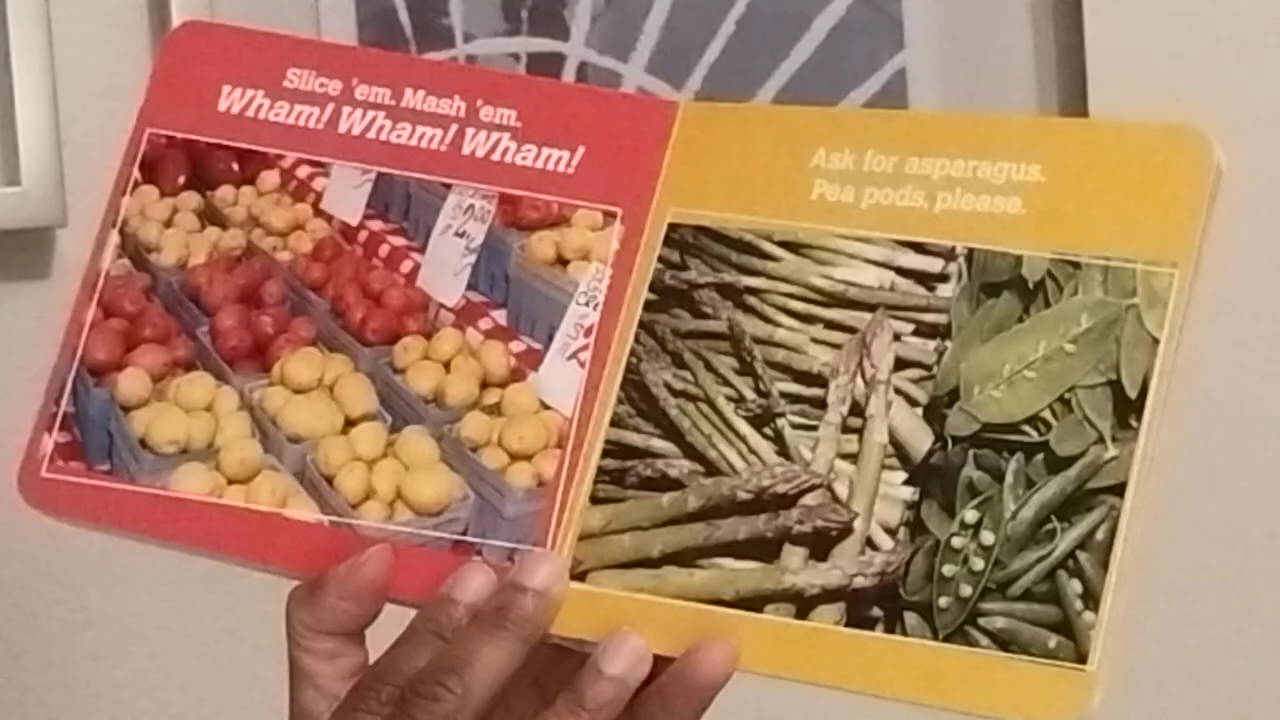 Slice 'em. Mash 'em.
Wham! Wham! Wham!
Ask for asparagus.
Pea pods, please.